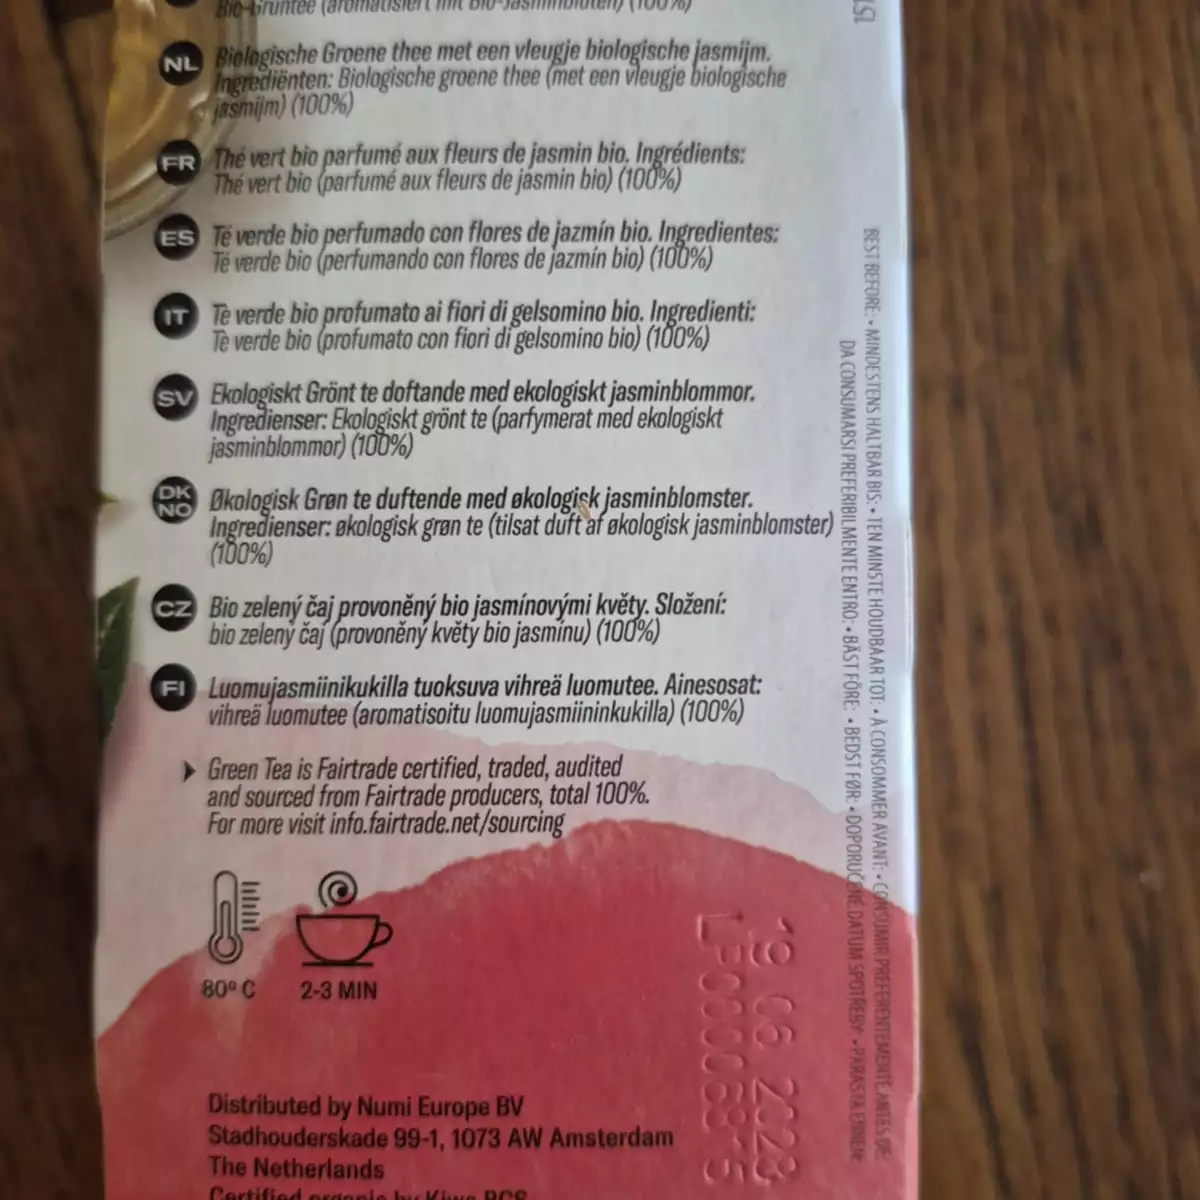 Bio-Grüntee (aromatisiert mit Bio-Jasminblüten) (100%)
NL
Biologische Groene thee met een vleugje biologische jasmijm.
Ingrediënten: Biologische groene thee (met een vleugje biologische
jasmijm) (100%)
FR
Thé vert bio parfumé aux fleurs de jasmin bio. Ingrédients:
Thé vert bio (parfumé aux fleurs de jasmin bio) (100%)
ES
Té verde bio perfumado con flores de jazmín bio. Ingredientes:
Té verde bio (perfumando con flores de jazmín bio) (100%)
IT
Tè verde bio profumato ai fiori di gelsomino bio. Ingredienti:
Tè verde bio (profumato con fiori di gelsomino bio) (100%)
SV
Ekologiskt Grönt te doftande med ekologiskt jasminblommor.
Ingredienser: Ekologiskt grönt te (parfymerat med ekologiskt
jasminblommor) (100%)
DK
NO
Økologisk Grøn te duftende med økologisk jasminblomster.
Ingredienser: økologisk grøn te (tilsat duft af økologisk jasminblomster)
(100%)
CZ
Bio zelený čaj provoněný bio jasmínovými květy. Složení:
bio zelený čaj (provoněný květy bio jasmínu) (100%)
FI
Luomujasmiinikukilla tuoksuva vihreä luomutee. Ainesosat:
vihreä luomutee (aromatisoitu luomujasmiininkukilla) (100%)
Green Tea is Fairtrade certified, traded, audited
and sourced from Fairtrade producers, total 100%.
For more visit info.fairtrade.net/sourcing
80° C
2-3 MIN
Distributed by Numi Europe BV
Stadhouderskade 99-1, 1073 AW Amsterdam
The Netherlands
Certified organic by Kiwa BCS
BEST BEFORE: • MINDESTENS HALTBAR BIS: • TEN MINSTE HOUDBAAR TOT: • À CONSOMMER AVANT: • CONSUMIR PREFERENTEMENTE ANTES DE:
DA CONSUMARSI PREFERIBILMENTE ENTRO: • BÄST FÖRE: • BEDST FØR: • DOPORUČENÉ DATUM SPOTŘEBY: • PARASTA ENNEN:
19 06 2028